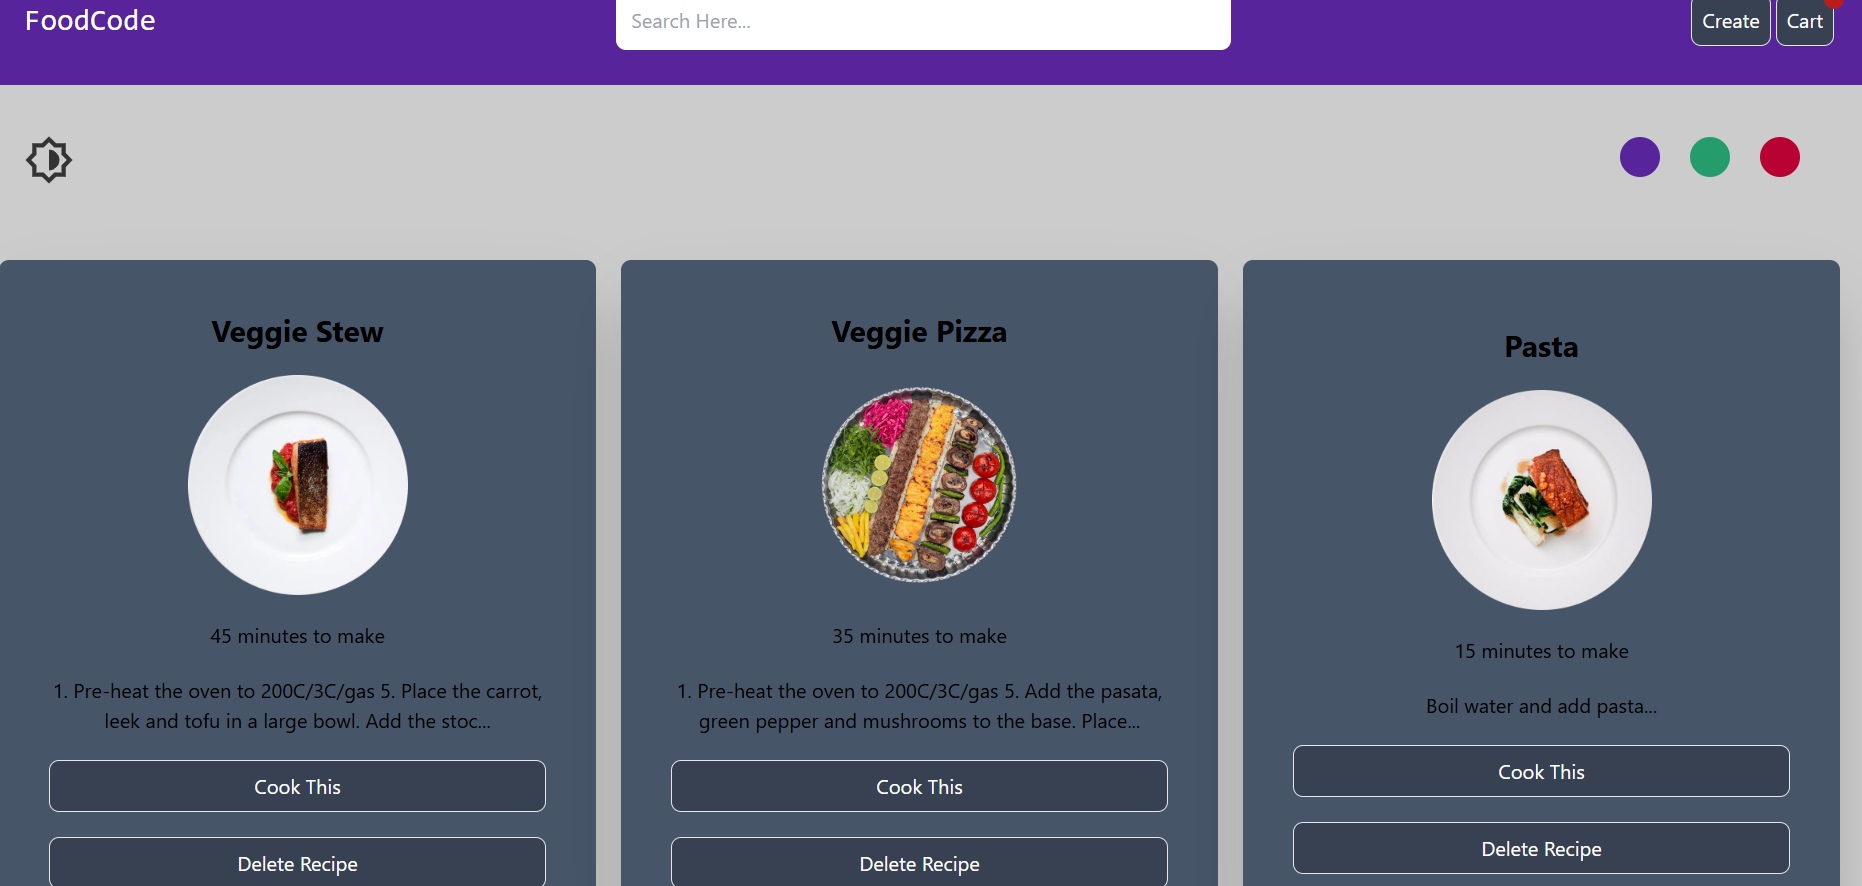 FoodCode
Search Here...
Create
Cart
Veggie Stew
45 minutes to make
1. Pre-heat the oven to 200C/3C/gas 5. Place the carrot,
leek and tofu in a large bowl. Add the stoc...
Cook This
Delete Recipe
Veggie Pizza
35 minutes to make
1. Pre-heat the oven to 200C/3C/gas 5. Add the pasata,
green pepper and mushrooms to the base. Place...
Cook This
Delete Recipe
Pasta
15 minutes to make
Boil water and add pasta...
Cook This
Delete Recipe